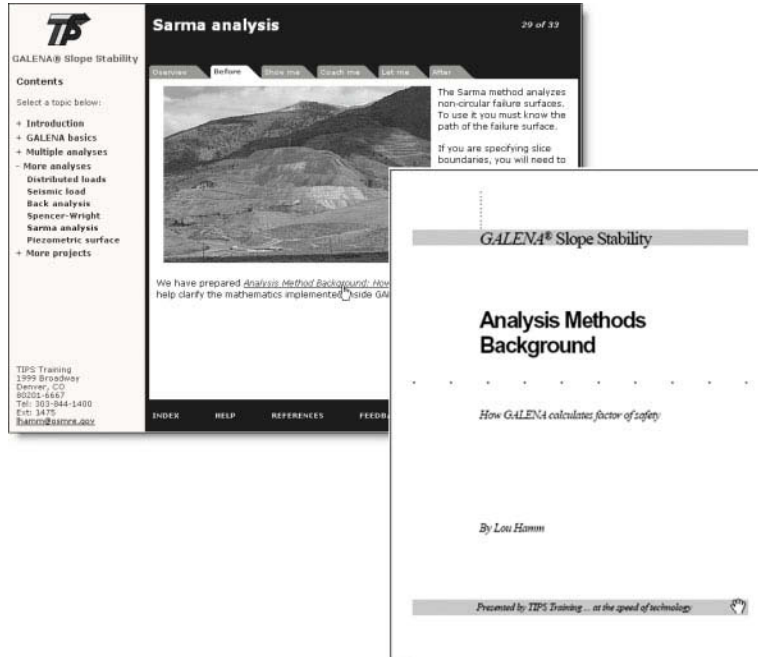 TIPS
GALENA® Slope Stability
Contents
Select a topic below:
+ Introduction
+ GALENA basics
+ Multiple analyses
- More analyses
Distributed loads
Seismic load
Back analysis
Spencer-Wright
Sarma analysis
Piezometric surface
+ More projects
TIPS Training
1999 Broadway
Denver, CO
80201-6667
Tel: 303-844-1400
Ext: 1475
lhamm@osmre.gov
Sarma analysis
29 of 33
Overview Before Show me Coach me Let me After
The Sarma method analyzes
non-circular failure surfaces.
To use it you must know the
path of the failure surface.
If you are specifying slice
boundaries, you will need to
We have prepared Analysis Method Background: How
help clarify the mathematics implemented inside GA
INDEX HELP REFERENCES FEEDBA
GALENA® Slope Stability
Analysis Methods
Background
How GALENA calculates factor of safety
By Lou Hamm
Presented by TIPS Training ... at the speed of technology